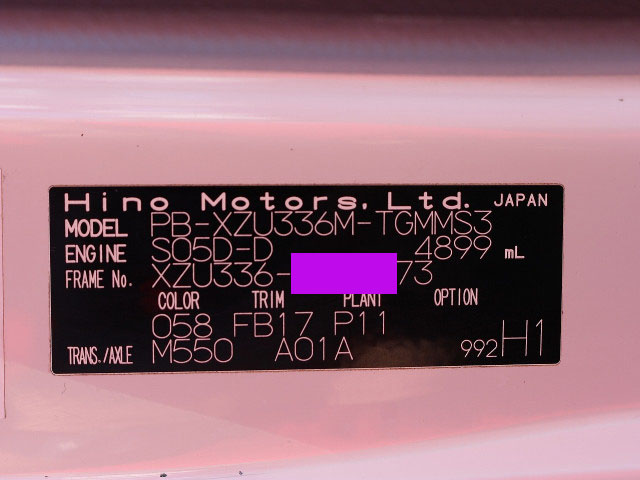 Hino Motors, Ltd. JAPAN
MODEL PB-XZU336M-TGMMS3
ENGINE S05D-D 4899 mL
FRAME No. XZU336- 73
COLOR TRIM PLANT OPTION
058 FB17 P11
TRANS./AXLE M550 A01A 992 H1